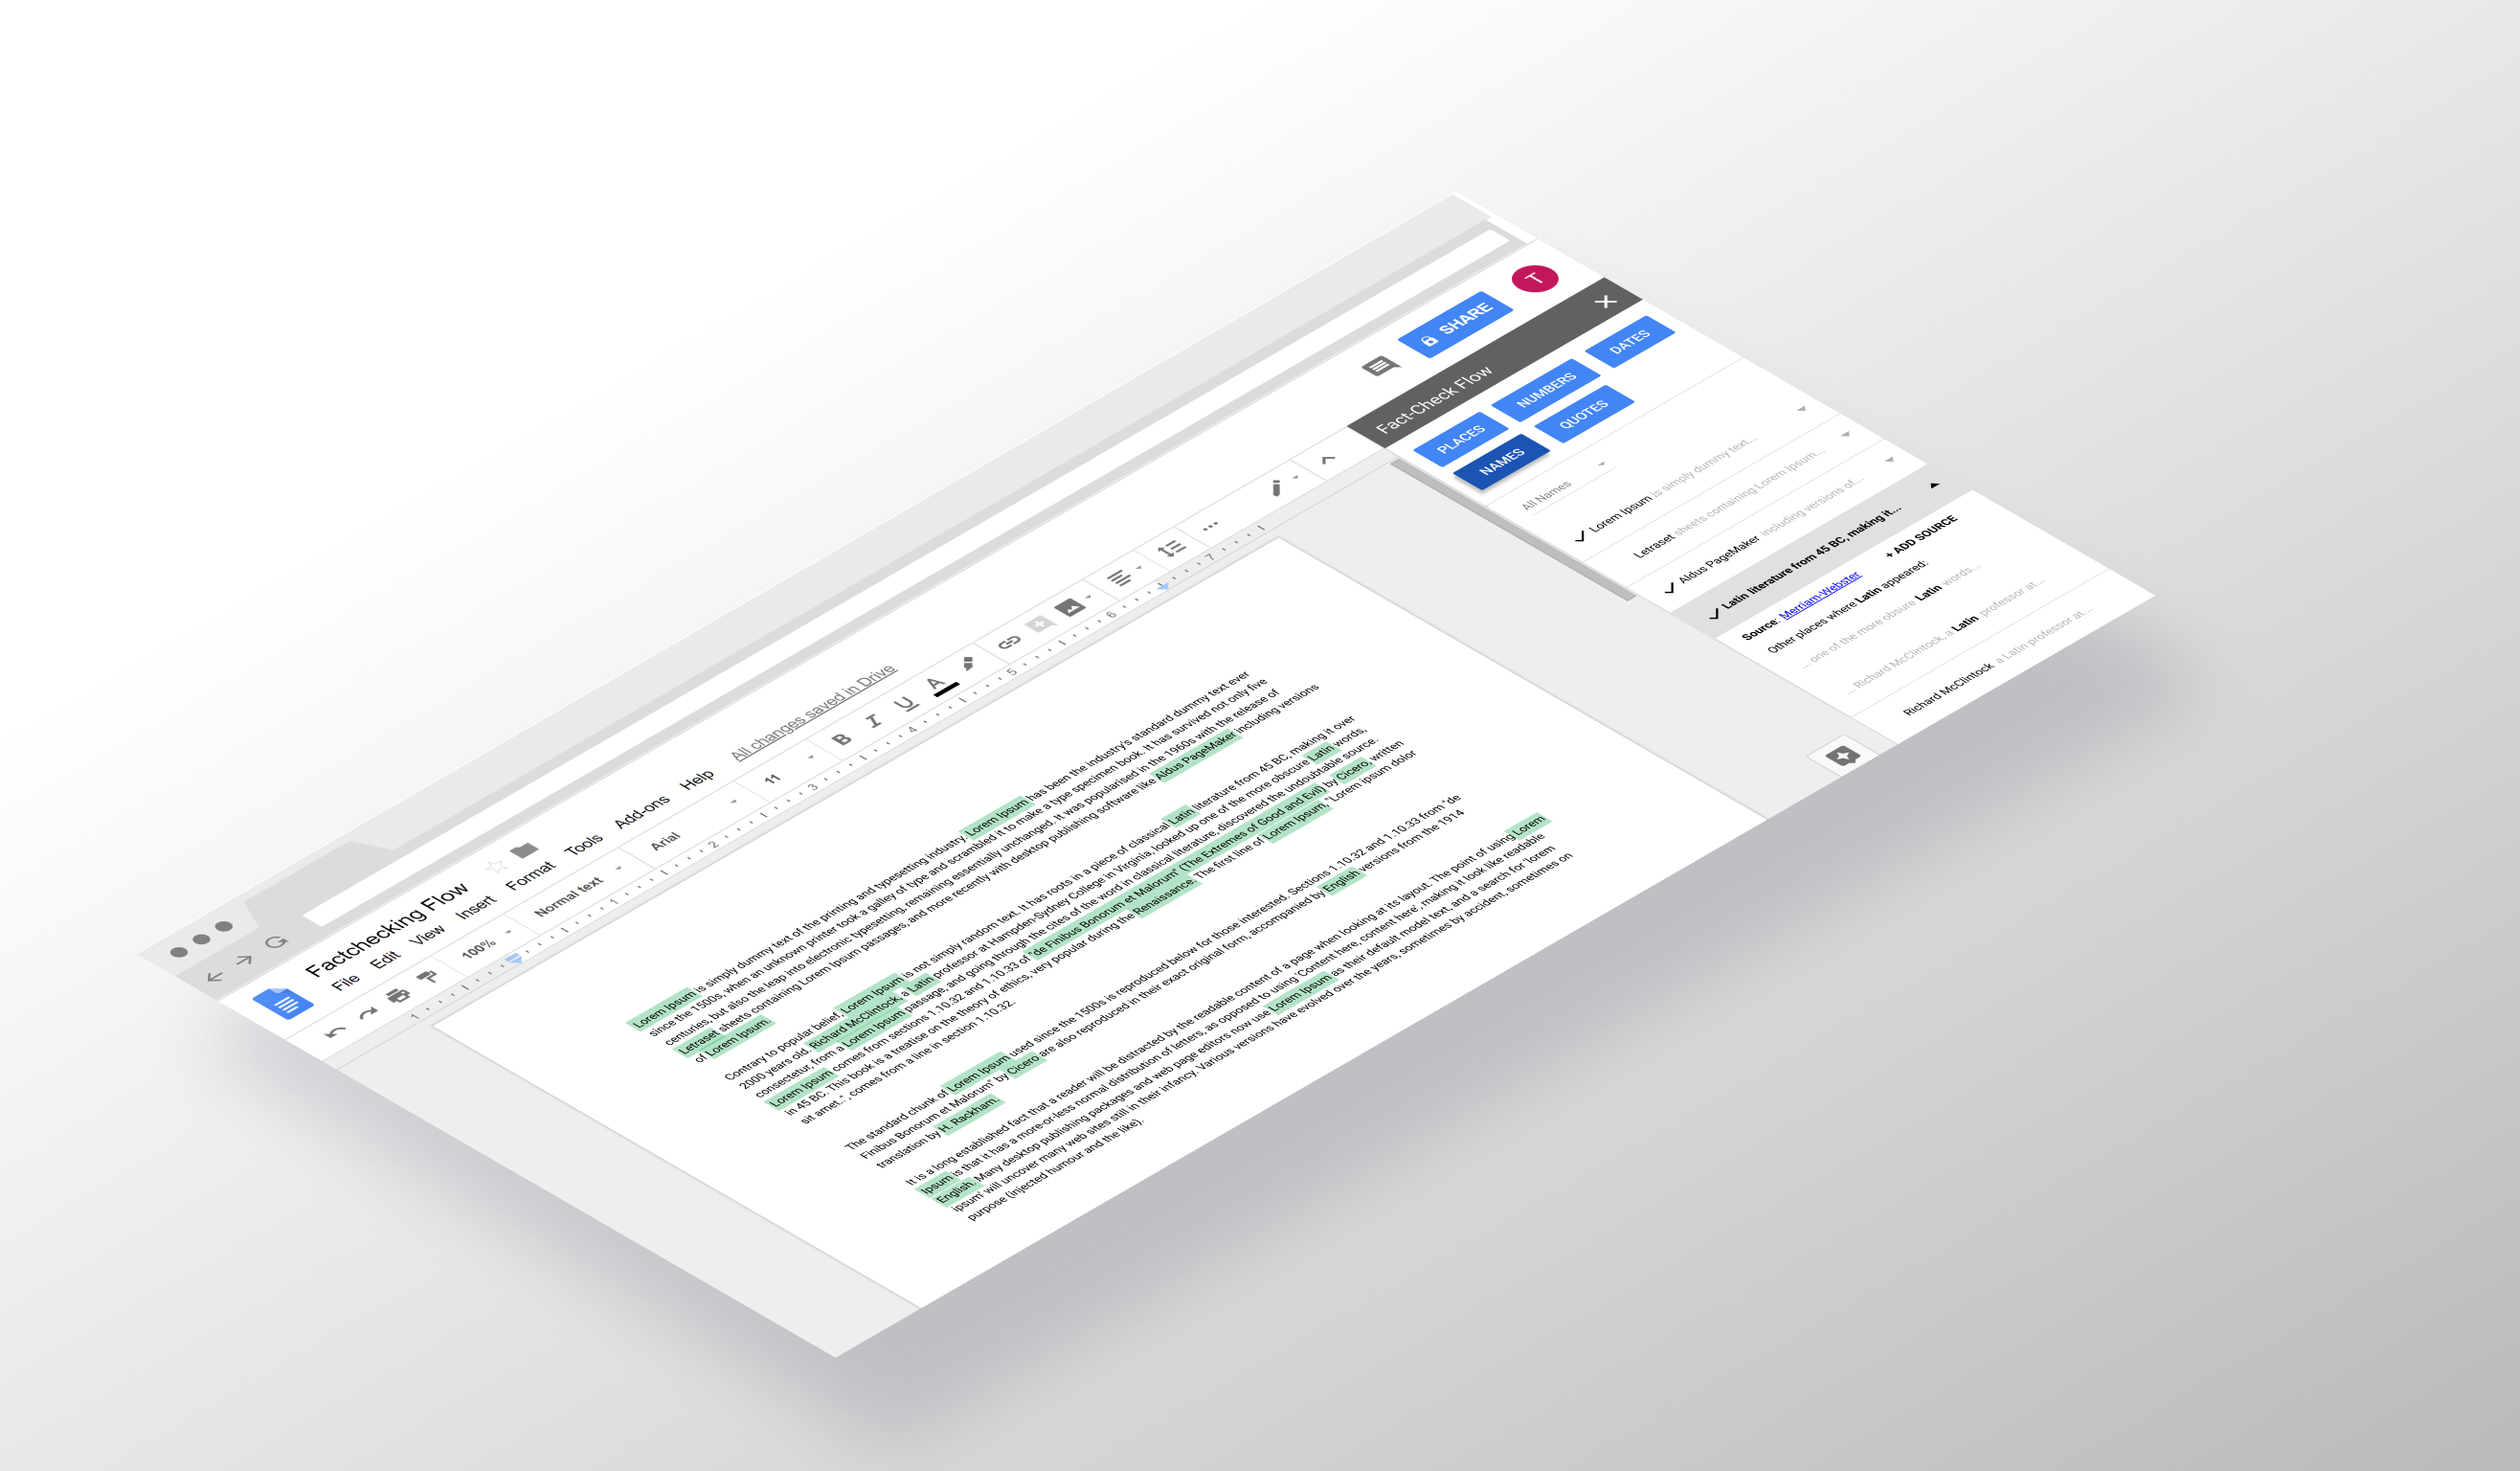 Factchecking Flow
File Edit View Insert Format Tools Add-ons Help All changes saved in Drive
SHARE
T
100% Normal text Arial 11 B I U A
1 1 2 3 4 5 6 7
Lorem Ipsum is simply dummy text of the printing and typesetting industry. Lorem Ipsum has been the industry's standard dummy text ever
since the 1500s, when an unknown printer took a galley of type and scrambled it to make a type specimen book. It has survived not only five
centuries, but also the leap into electronic typesetting, remaining essentially unchanged. It was popularised in the 1960s with the release of
Letraset sheets containing Lorem Ipsum passages, and more recently with desktop publishing software like Aldus PageMaker including versions
of Lorem Ipsum.
Contrary to popular belief, Lorem Ipsum is not simply random text. It has roots in a piece of classical Latin literature from 45 BC, making it over
2000 years old. Richard McClintock, a Latin professor at Hampden-Sydney College in Virginia, looked up one of the more obscure Latin words,
consectetur, from a Lorem Ipsum passage, and going through the cites of the word in classical literature, discovered the undoubtable source.
Lorem Ipsum comes from sections 1.10.32 and 1.10.33 of "de Finibus Bonorum et Malorum" (The Extremes of Good and Evil) by Cicero, written
in 45 BC. This book is a treatise on the theory of ethics, very popular during the Renaissance. The first line of Lorem Ipsum, "Lorem ipsum dolor
sit amet..", comes from a line in section 1.10.32.
The standard chunk of Lorem Ipsum used since the 1500s is reproduced below for those interested. Sections 1.10.32 and 1.10.33 from "de
Finibus Bonorum et Malorum" by Cicero are also reproduced in their exact original form, accompanied by English versions from the 1914
translation by H. Rackham.
It is a long established fact that a reader will be distracted by the readable content of a page when looking at its layout. The point of using Lorem
Ipsum is that it has a more-or-less normal distribution of letters, as opposed to using 'Content here, content here', making it look like readable
English. Many desktop publishing packages and web page editors now use Lorem Ipsum as their default model text, and a search for 'lorem
ipsum' will uncover many web sites still in their infancy. Various versions have evolved over the years, sometimes by accident, sometimes on
purpose (injected humour and the like).
Fact-Check Flow
PLACES NUMBERS DATES
NAMES QUOTES
All Names
Lorem Ipsum is simply dummy text...
Letraset sheets containing Lorem Ipsum...
Aldus PageMaker including versions of...
Latin literature from 45 BC, making it...
Source: Merriam-Webster + ADD SOURCE
Other places where Latin appeared:
...one of the more obsure Latin words...
... Richard McClintock, a Latin professor at...
Richard McClintock a Latin professor at...